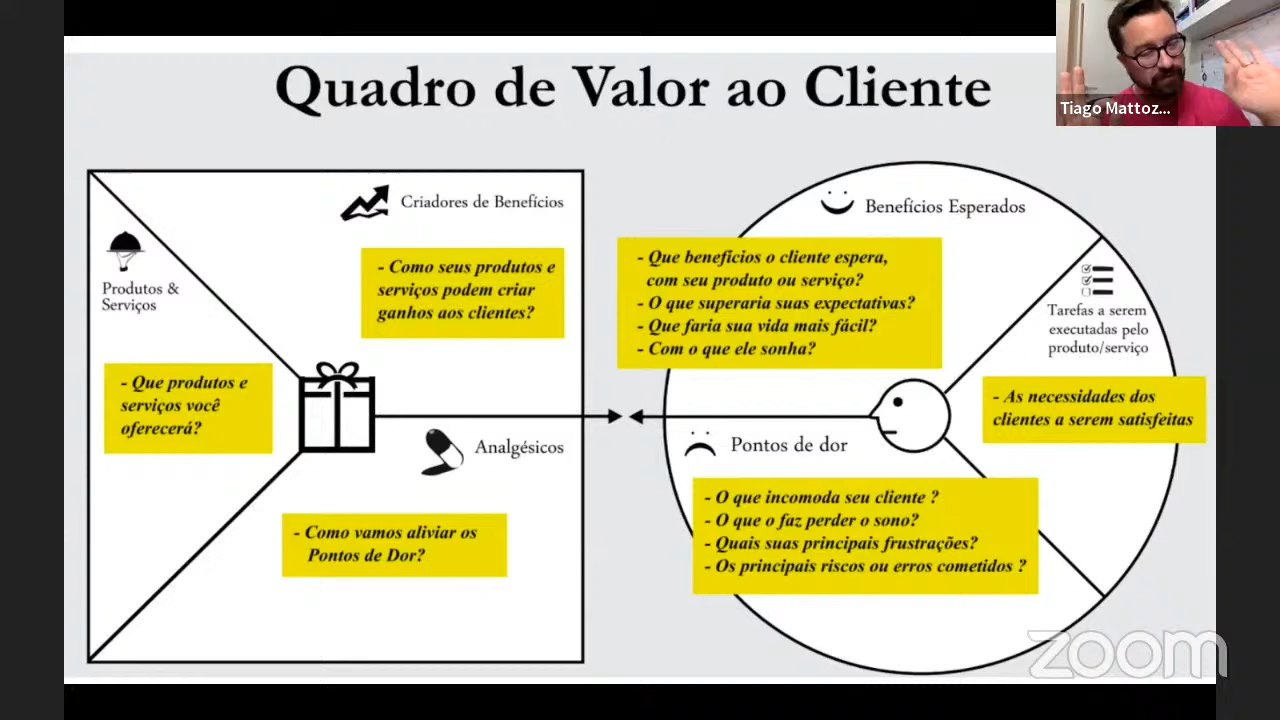 Quadro de Valor ao Cliente
Tiago Mattoz...
Criadores de Benefícios
- Como seus produtos e
serviços podem criar
ganhos aos clientes?
Produtos &
Serviços
- Que produtos e
serviços você
oferecerá?
Analgésicos
- Como vamos aliviar os
Pontos de Dor?
Benefícios Esperados
- Que benefícios o cliente espera,
com seu produto ou serviço?
- O que superaria suas expectativas?
- Que faria sua vida mais fácil?
- Com o que ele sonha?
Tarefas a serem
executadas pelo
produto/serviço
- As necessidades dos
clientes a serem satisfeitas
Pontos de dor
- O que incomoda seu cliente ?
- O que o faz perder o sono?
- Quais suas principais frustrações?
- Os principais riscos ou erros cometidos ?
zoom